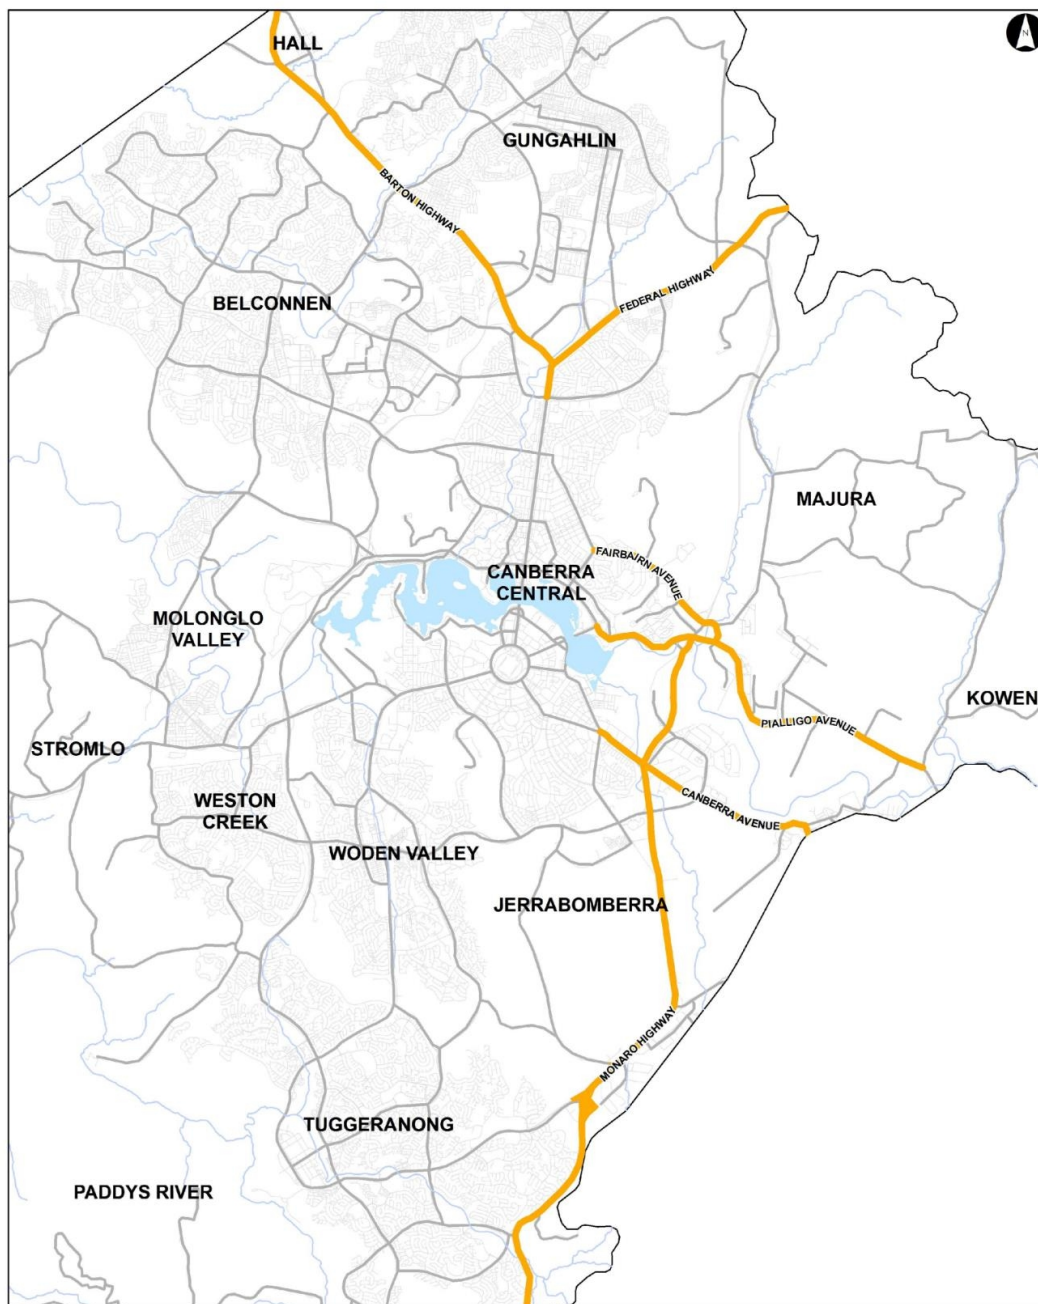 N
HALL
GUNGAHLIN
BARTON HIGHWAY
FEDERAL HIGHWAY
BELCONNEN
MAJURA
FAIRBAIRN AVENUE
CANBERRA
CENTRAL
MOLONGLO
VALLEY
KOWEN
PIALLIGO AVENUE
STROMLO
WESTON
CREEK
CANBERRA AVENUE
WODEN VALLEY
JERRABOMBERRA
MONARO HIGHWAY
TUGGERANONG
PADDYS RIVER